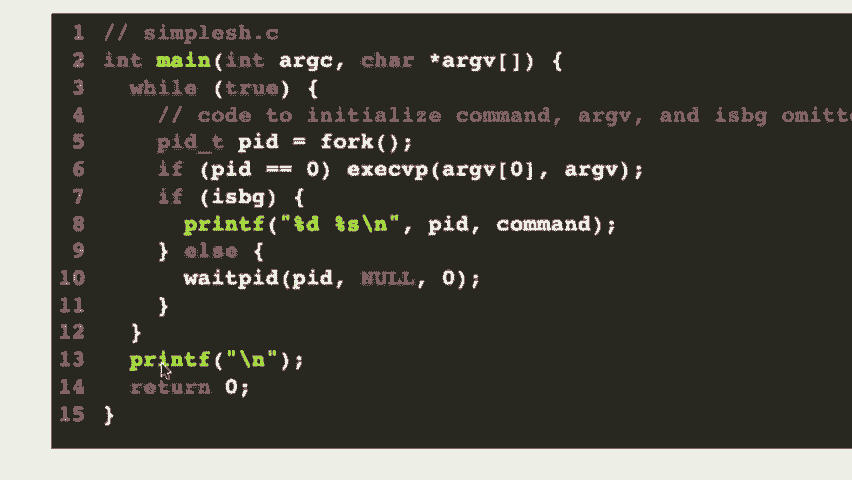 1 // simplesh.c
2 int main(int argc, char *argv[]) {
3 while (true) {
4 // code to initialize command, argv, and isbg omitt
5 pid_t pid = fork();
6 if (pid == 0) execvp(argv[0], argv);
7 if (isbg) {
8 printf("%d %s\n", pid, command);
9 } else {
10 waitpid(pid, NULL, 0);
11 }
12 }
13 printf("\n");
14 return 0;
15 }